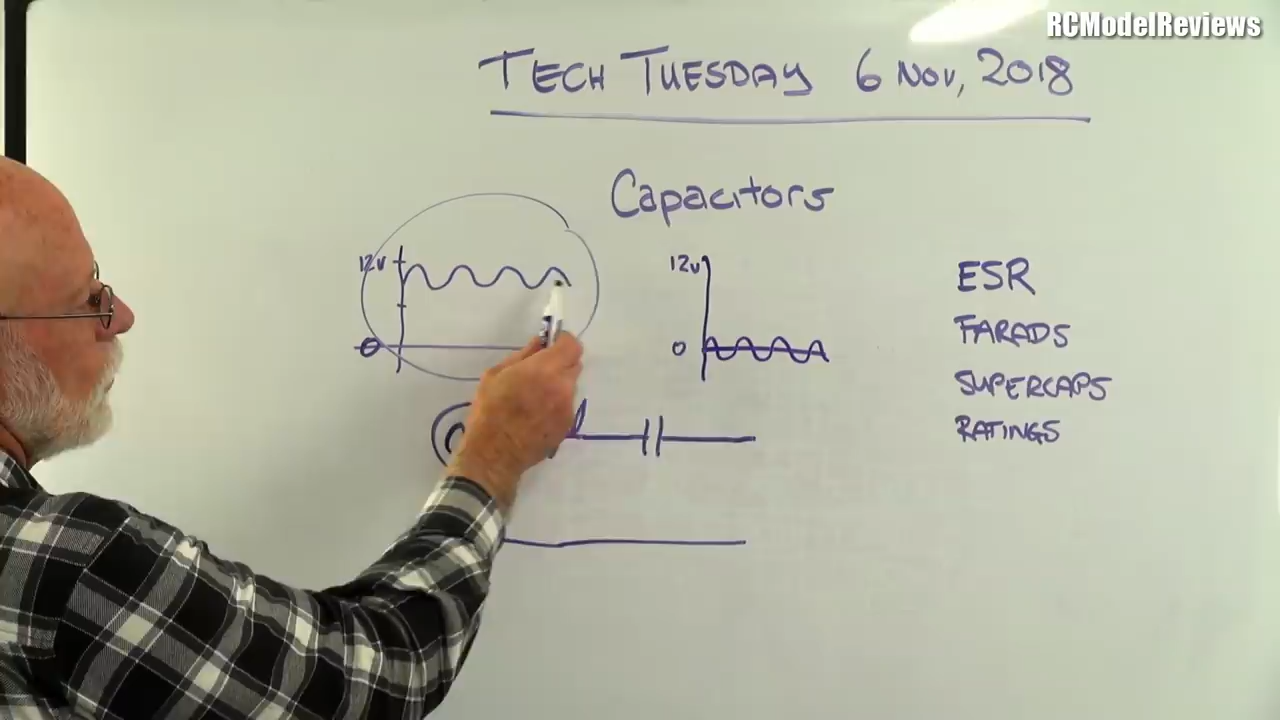 RCModelReviews
TECH TUESDAY 6 NOV, 2018
Capacitors
12V
0
12V
0
ESR
FARADS
SUPERCAPS
RATINGS